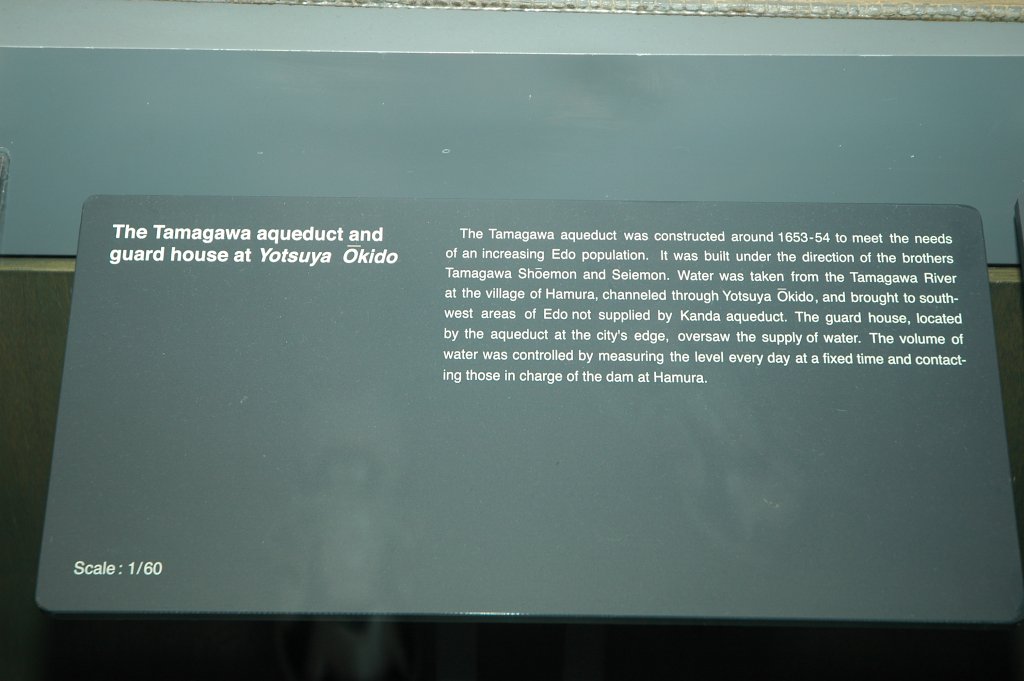 The Tamagawa aqueduct and
guard house at Yotsuya Ōkido
The Tamagawa aqueduct was constructed around 1653-54 to meet the needs
of an increasing Edo population. It was built under the direction of the brothers
Tamagawa Shōemon and Seiemon. Water was taken from the Tamagawa River
at the village of Hamura, channeled through Yotsuya Ōkido, and brought to south-
west areas of Edo not supplied by Kanda aqueduct. The guard house, located
by the aqueduct at the city's edge, oversaw the supply of water. The volume of
water was controlled by measuring the level every day at a fixed time and contact-
ing those in charge of the dam at Hamura.
Scale : 1/60